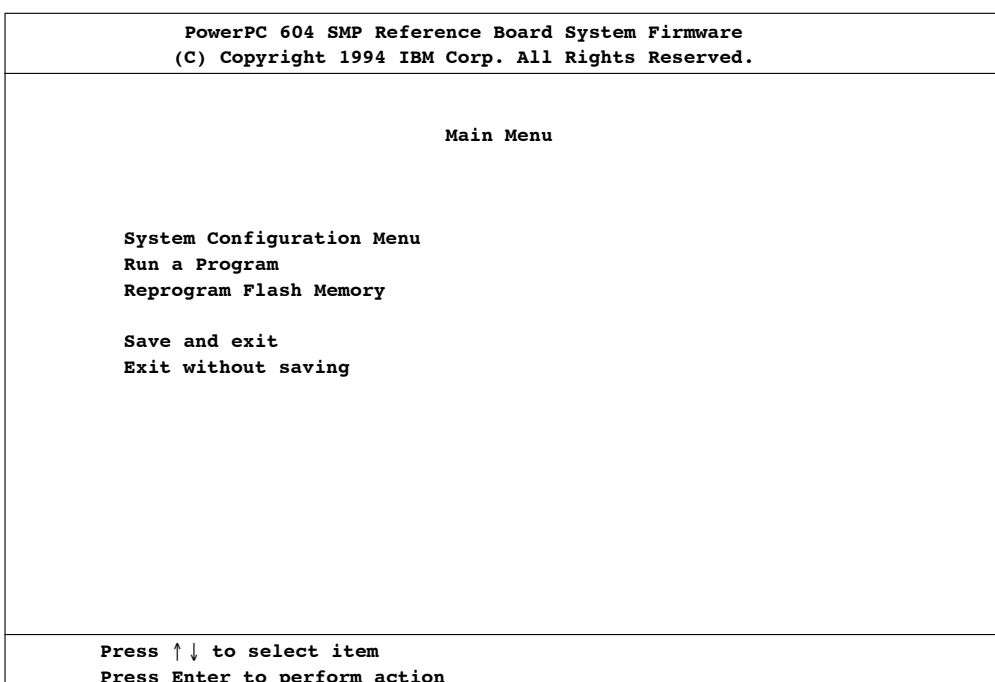 PowerPC 604 SMP Reference Board System Firmware
(C) Copyright 1994 IBM Corp. All Rights Reserved.
Main Menu
System Configuration Menu
Run a Program
Reprogram Flash Memory
Save and exit
Exit without saving
Press ↑↓ to select item
Press Enter to perform action